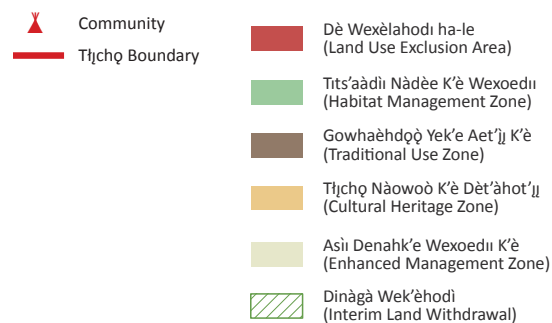 Community
Tłı̨chǫ Boundary
Dè Wexèlahodı ha-le
(Land Use Exclusion Area)
Tıts'aàdìı Nàdèe K'è Wexoedıı
(Habitat Management Zone)
Gowhaèhdǫǫ̀ Yek'e Aet'ı̨̀ı̨ K'è
(Traditional Use Zone)
Tłı̨chǫ Nàowoò K'è Dèt'àhot'ı̨̀ı̨
(Cultural Heritage Zone)
Asìı Denahk'e Wexoedıı K'è
(Enhanced Management Zone)
Dinàgà Wek'èhodì
(Interim Land Withdrawal)